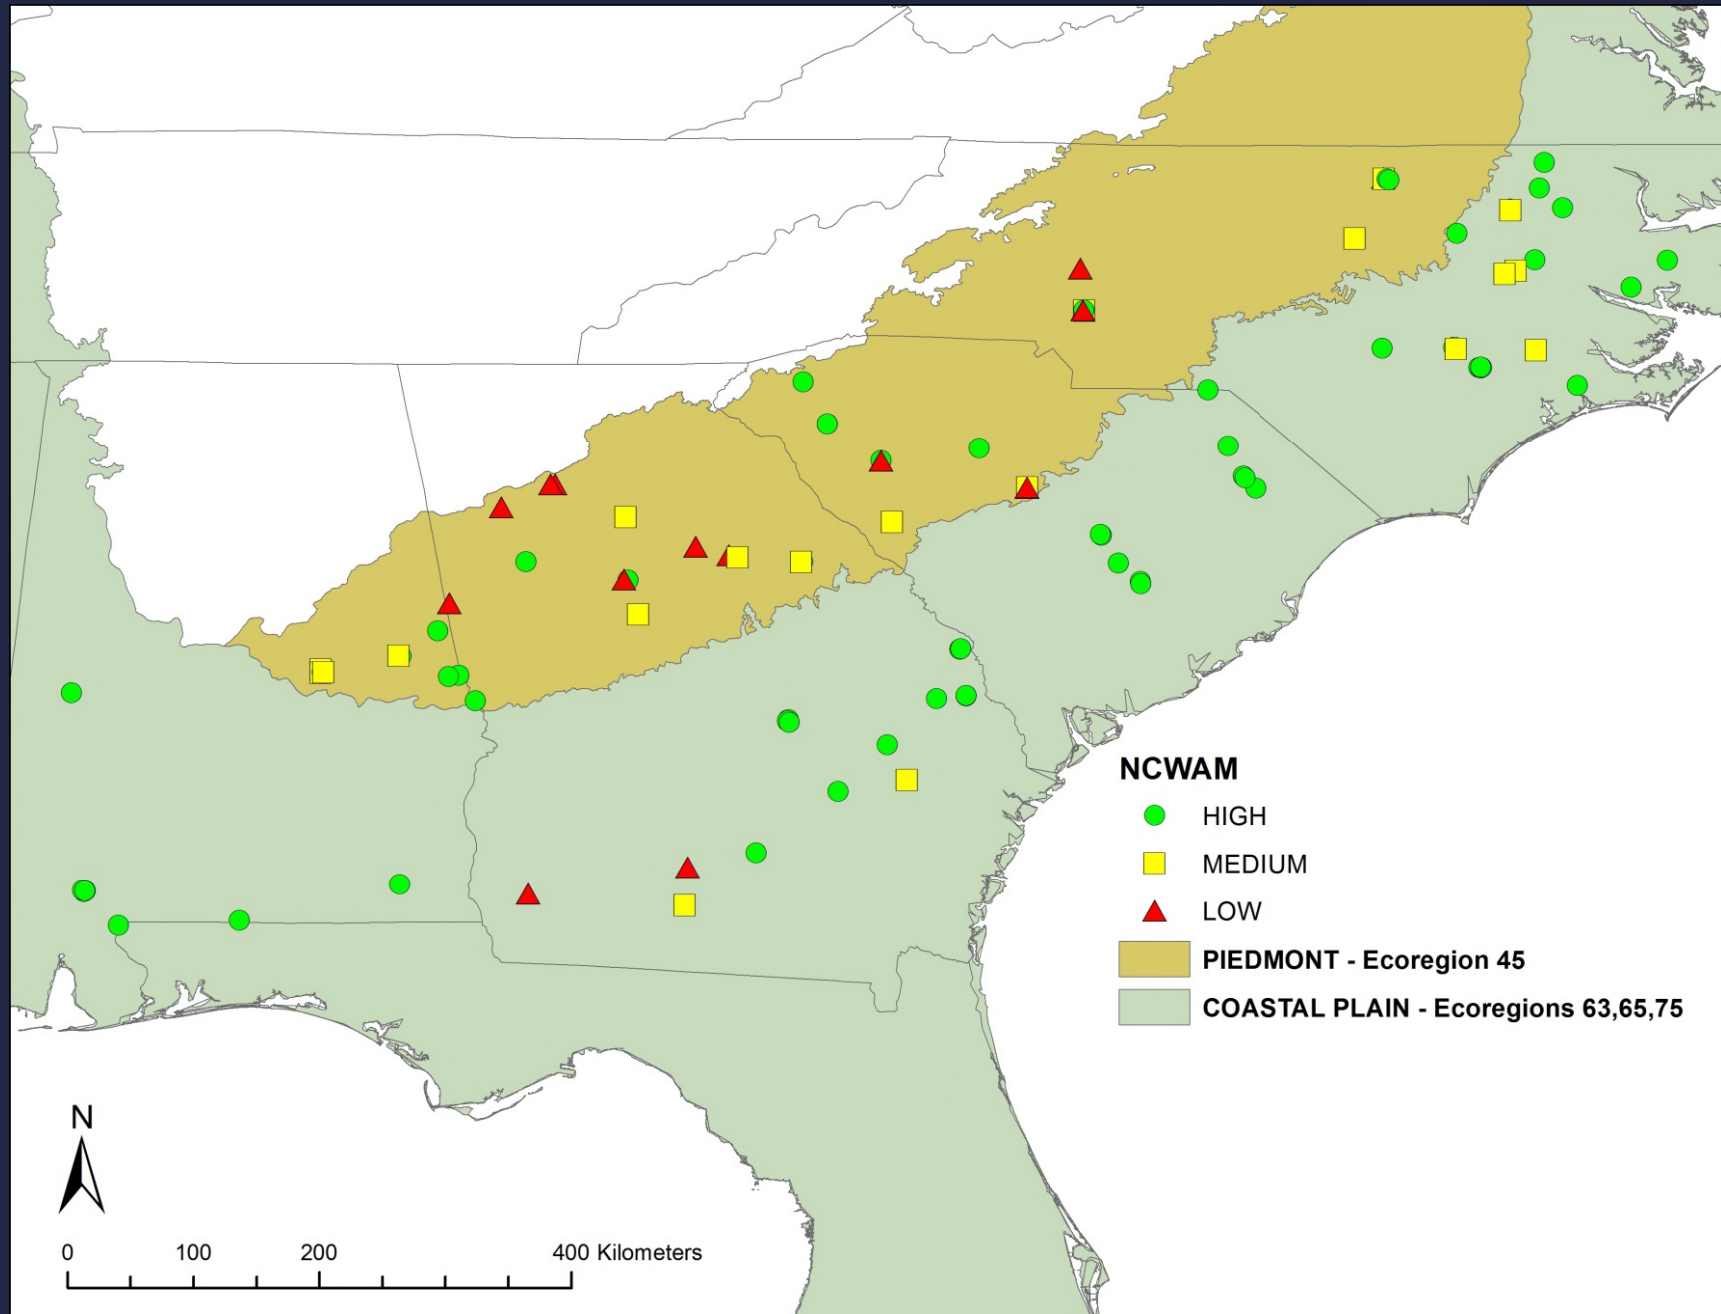 NCWAM
HIGH
MEDIUM
LOW
PIEDMONT - Ecoregion 45
COASTAL PLAIN - Ecoregions 63,65,75
N
0 100 200 400 Kilometers